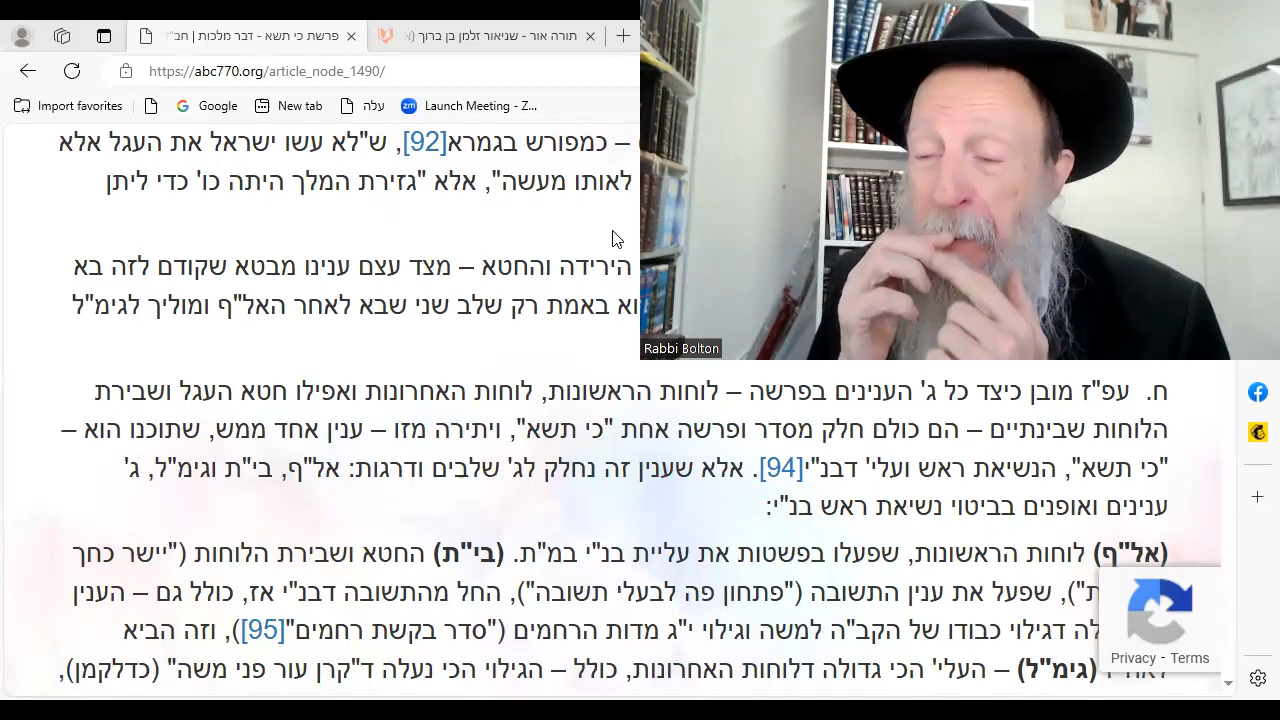 פרשת כי תשא - דבר מלכות | חב"ד
תורה אור - שניאור זלמן בן ברוך (א
https://abc770.org/article_node_1490/
Import favorites
Google
New tab
עלה
Launch Meeting - Z...
– כמפורש בגמרא[92], ש"לא עשו ישראל את העגל אלא
לאותו מעשה", אלא "גזירת המלך היתה כו' כדי ליתן
הירידה והחטא – מצד עצם ענינו מבטא שקודם לזה בא
וא באמת רק שלב שני שבא לאחר האל"ף ומוליך לגימ"ל
Rabbi Bolton
ח. עפ"ז מובן כיצד כל ג' הענינים בפרשה – לוחות הראשונות, לוחות האחרונות ואפילו חטא העגל ושבירת
הלוחות שבינתיים – הם כולם חלק מסדר ופרשה אחת "כי תשא", ויתירה מזו – ענין אחד ממש, שתוכנו הוא –
"כי תשא", הנשיאת ראש ועלי' דבנ"י[94]. אלא שענין זה נחלק לג' שלבים ודרגות: אל"ף, בי"ת וגימ"ל, ג'
ענינים ואופנים בביטוי נשיאת ראש בנ"י:
(אל"ף) לוחות הראשונות, שפעלו בפשטות את עליית בנ"י במ"ת. (בי"ת) החטא ושבירת הלוחות ("יישר כחך
ת"), שפעל את ענין התשובה ("פתחון פה לבעלי תשובה"), החל מהתשובה דבנ"י אז, כולל גם – הענין
לה דגילוי כבודו של הקב"ה למשה וגילוי י"ג מדות הרחמים ("סדר בקשת רחמים"[95]), וזה הביא
(גימ"ל) – העלי' הכי גדולה דלוחות האחרונות, כולל – הגילוי הכי נעלה ד"קרן עור פני משה" (כדלקמן),
Privacy - Terms